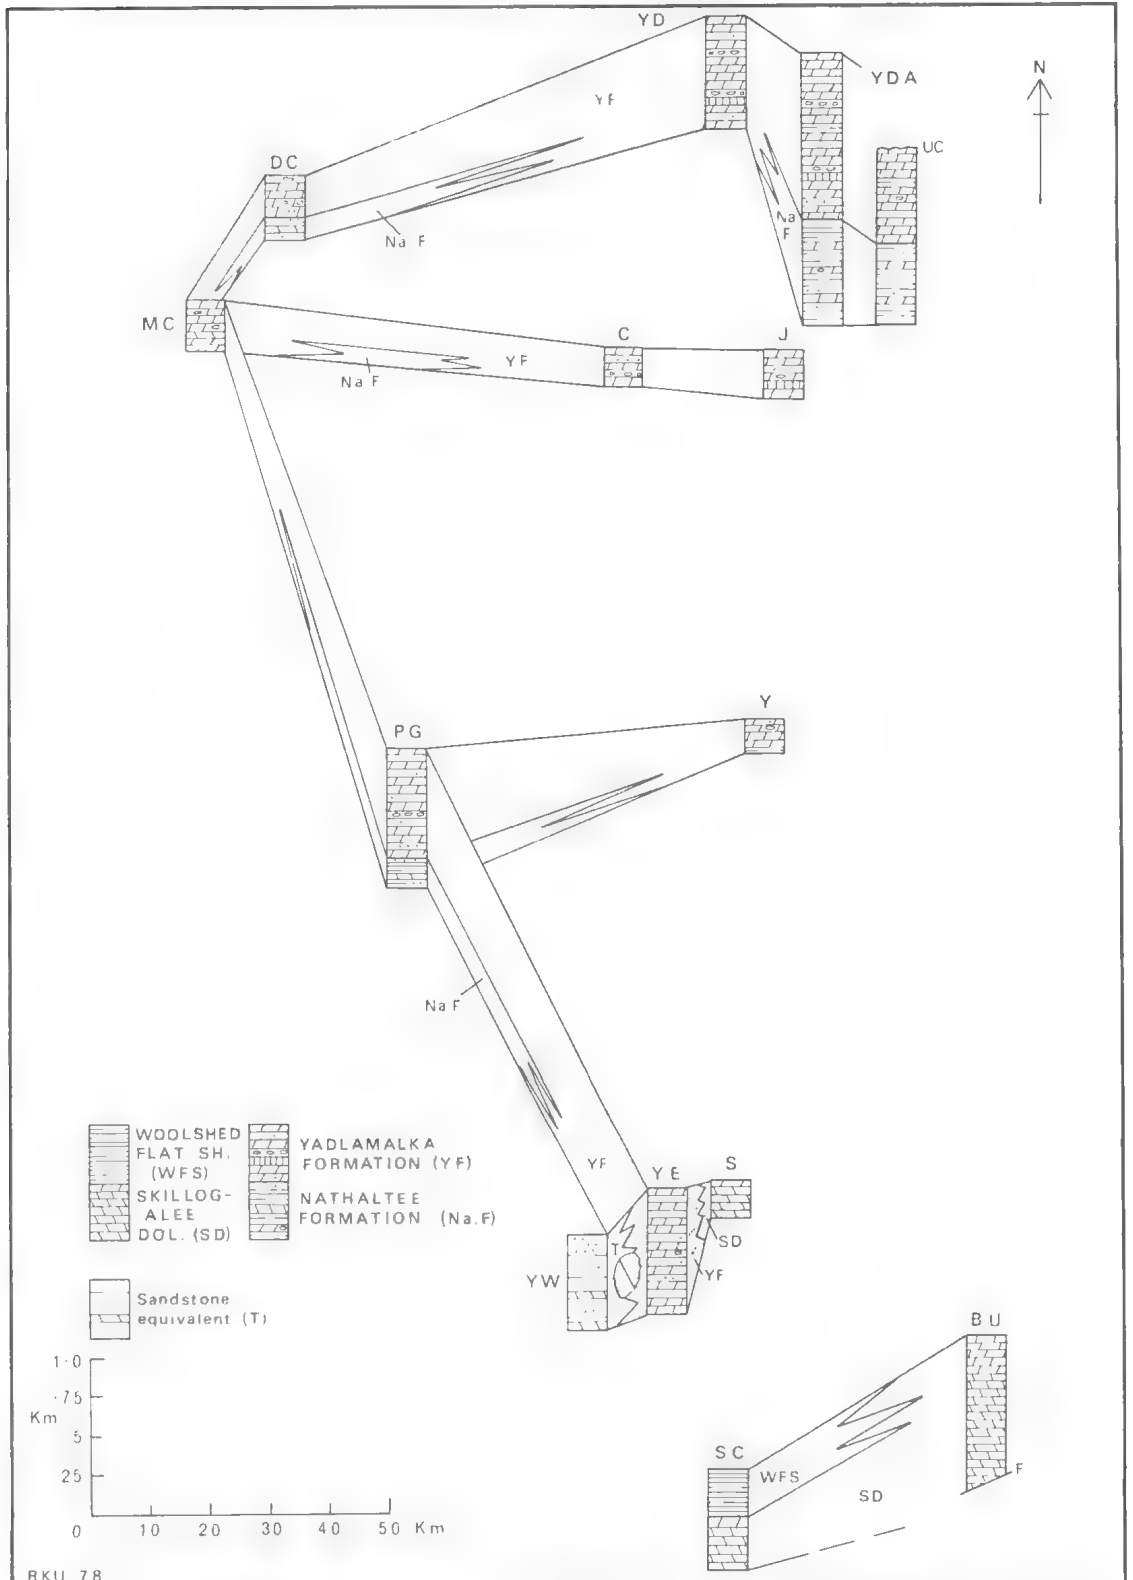 YD
YF
YDA
N
UC
DC
Na F
Na
F
MC
C
J
YF
Na F
Y
PG
Na F
YF
YE
S
T
SD
YF
YW
WOOLSHED
FLAT SH.
(WFS)
SKILLOG-
ALEE
DOL. (SD)
YADLAMALKA
FORMATION (YF)
NATHALTEE
FORMATION (Na.F)
Sandstone
equivalent (T)
1·0
·75
Km
5
25
0
10
20
30
40
50 Km
BU
SC
WFS
SD
F
RKU 78